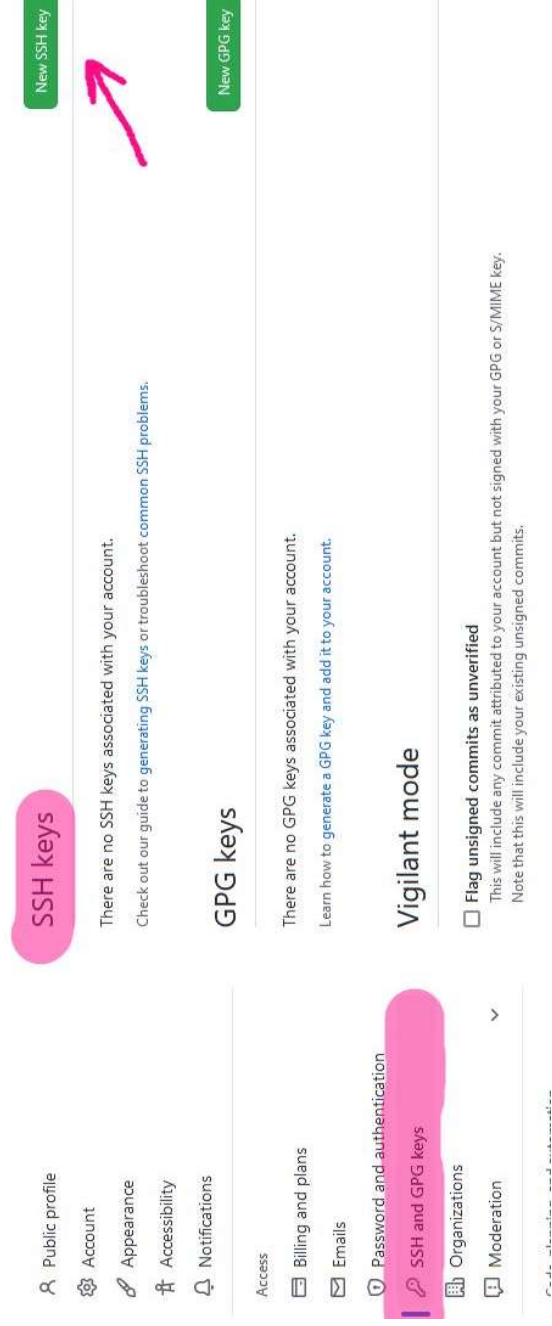 Public profile
Account
Appearance
Accessibility
Notifications
Access
Billing and plans
Emails
Password and authentication
SSH and GPG keys
Organizations
Moderation
SSH keys
New SSH key
There are no SSH keys associated with your account.
Check out our guide to generating SSH keys or troubleshoot common SSH problems.
GPG keys
New GPG key
There are no GPG keys associated with your account.
Learn how to generate a GPG key and add it to your account.
Vigilant mode
Flag unsigned commits as unverified
This will include any commit attributed to your account but not signed with your GPG or S/MIME key.
Note that this will include your existing unsigned commits.